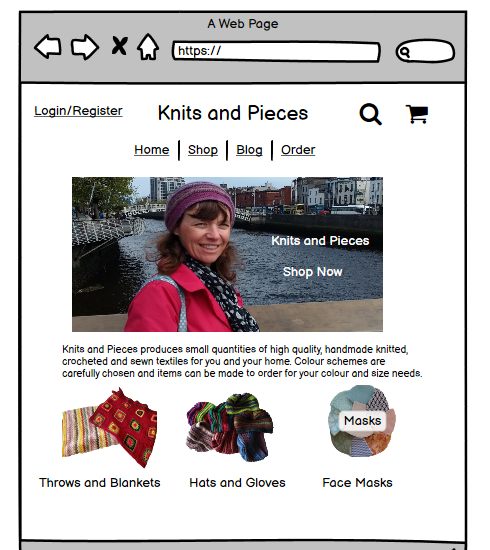 A Web Page
https://
Login/Register
Knits and Pieces
Home
Shop
Blog
Order
Knits and Pieces
Shop Now
Knits and Pieces produces small quantities of high quality, handmade knitted,
crocheted and sewn textiles for you and your home. Colour schemes are
carefully chosen and items can be made to order for your colour and size needs.
Masks
Throws and Blankets
Hats and Gloves
Face Masks